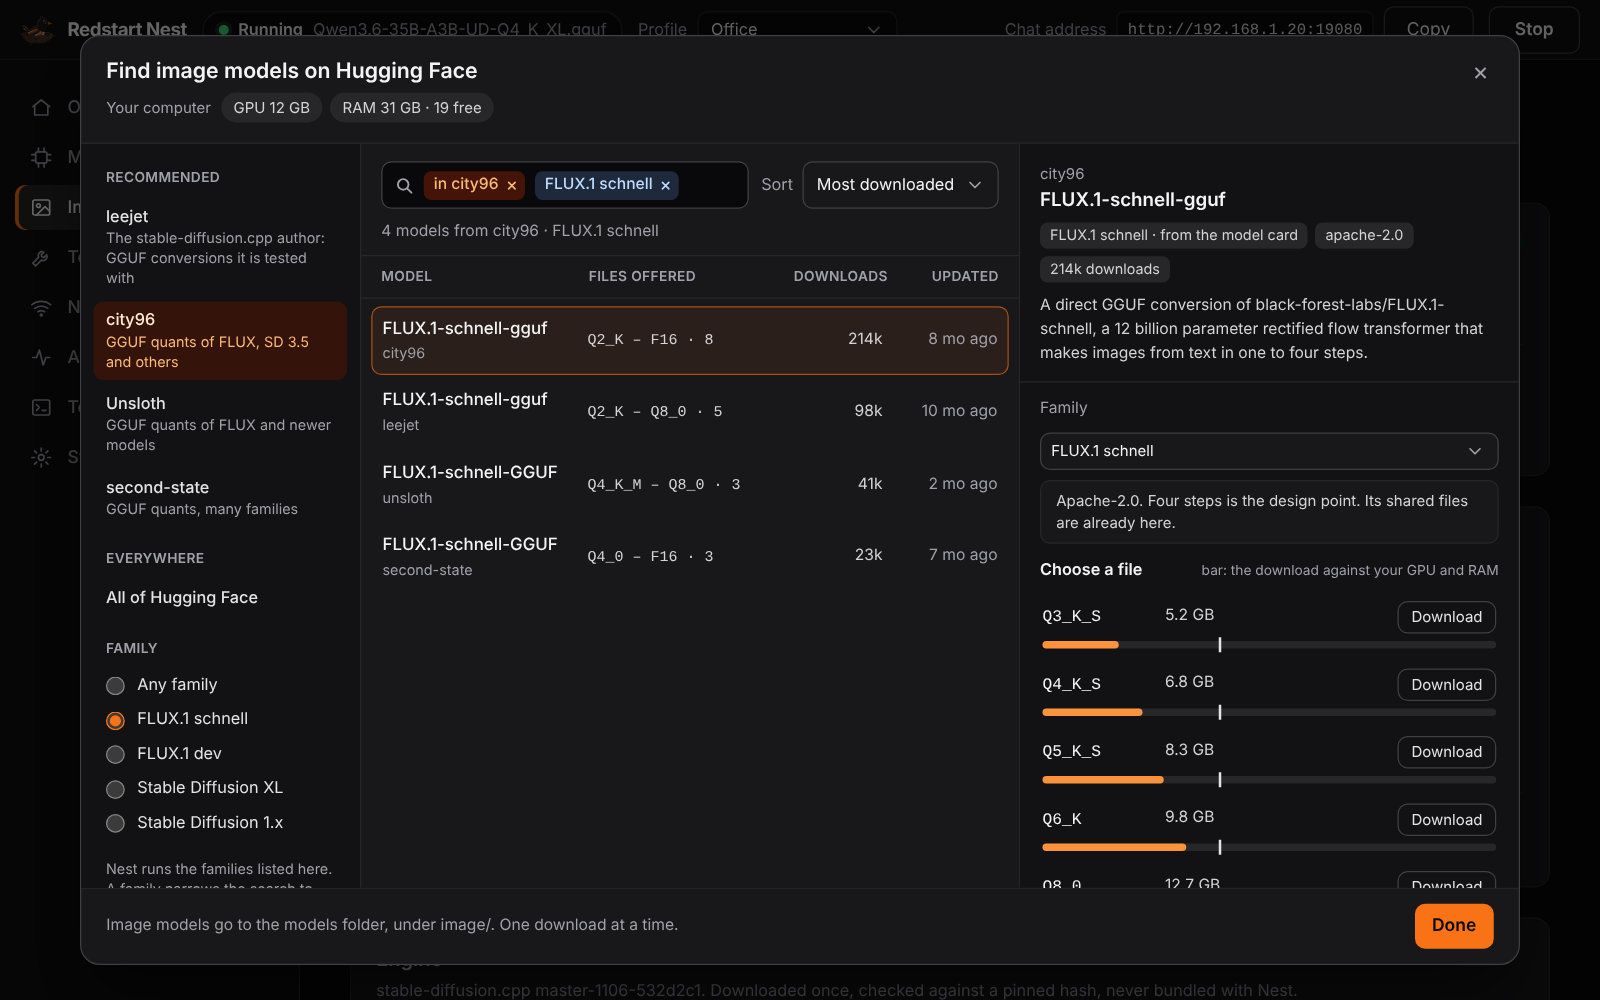 Redstart Nest
Running Qwen3.6-35B-A3B-UD-Q4_K_XL.gguf
Profile Office
Chat address http://192.168.1.20:19080
Copy
Stop
Find image models on Hugging Face
Your computer GPU 12 GB RAM 31 GB · 19 free
RECOMMENDED
leejet
The stable-diffusion.cpp author:
GGUF conversions it is tested
with
city96
GGUF quants of FLUX, SD 3.5
and others
Unsloth
GGUF quants of FLUX and newer
models
second-state
GGUF quants, many families
EVERYWHERE
All of Hugging Face
FAMILY
Any family
FLUX.1 schnell
FLUX.1 dev
Stable Diffusion XL
Stable Diffusion 1.x
Nest runs the families listed here.
A family narrows the search to
in city96 × FLUX.1 schnell ×
Sort Most downloaded
4 models from city96 · FLUX.1 schnell
MODEL FILES OFFERED DOWNLOADS UPDATED
FLUX.1-schnell-gguf
city96
Q2_K – F16 · 8 214k 8 mo ago
FLUX.1-schnell-gguf
leejet
Q2_K – Q8_0 · 5 98k 10 mo ago
FLUX.1-schnell-GGUF
unsloth
Q4_K_M – Q8_0 · 3 41k 2 mo ago
FLUX.1-schnell-GGUF
second-state
Q4_0 – F16 · 3 23k 7 mo ago
city96
FLUX.1-schnell-gguf
FLUX.1 schnell · from the model card apache-2.0
214k downloads
A direct GGUF conversion of black-forest-labs/FLUX.1-
schnell, a 12 billion parameter rectified flow transformer that
makes images from text in one to four steps.
Family
FLUX.1 schnell
Apache-2.0. Four steps is the design point. Its shared files
are already here.
Choose a file bar: the download against your GPU and RAM
Q3_K_S 5.2 GB Download
Q4_K_S 6.8 GB Download
Q5_K_S 8.3 GB Download
Q6_K 9.8 GB Download
Q8_0 12.7 GB Download
Image models go to the models folder, under image/. One download at a time.
Done
Engine
stable-diffusion.cpp master-1106-532d2c1. Downloaded once, checked against a pinned hash, never bundled with Nest.